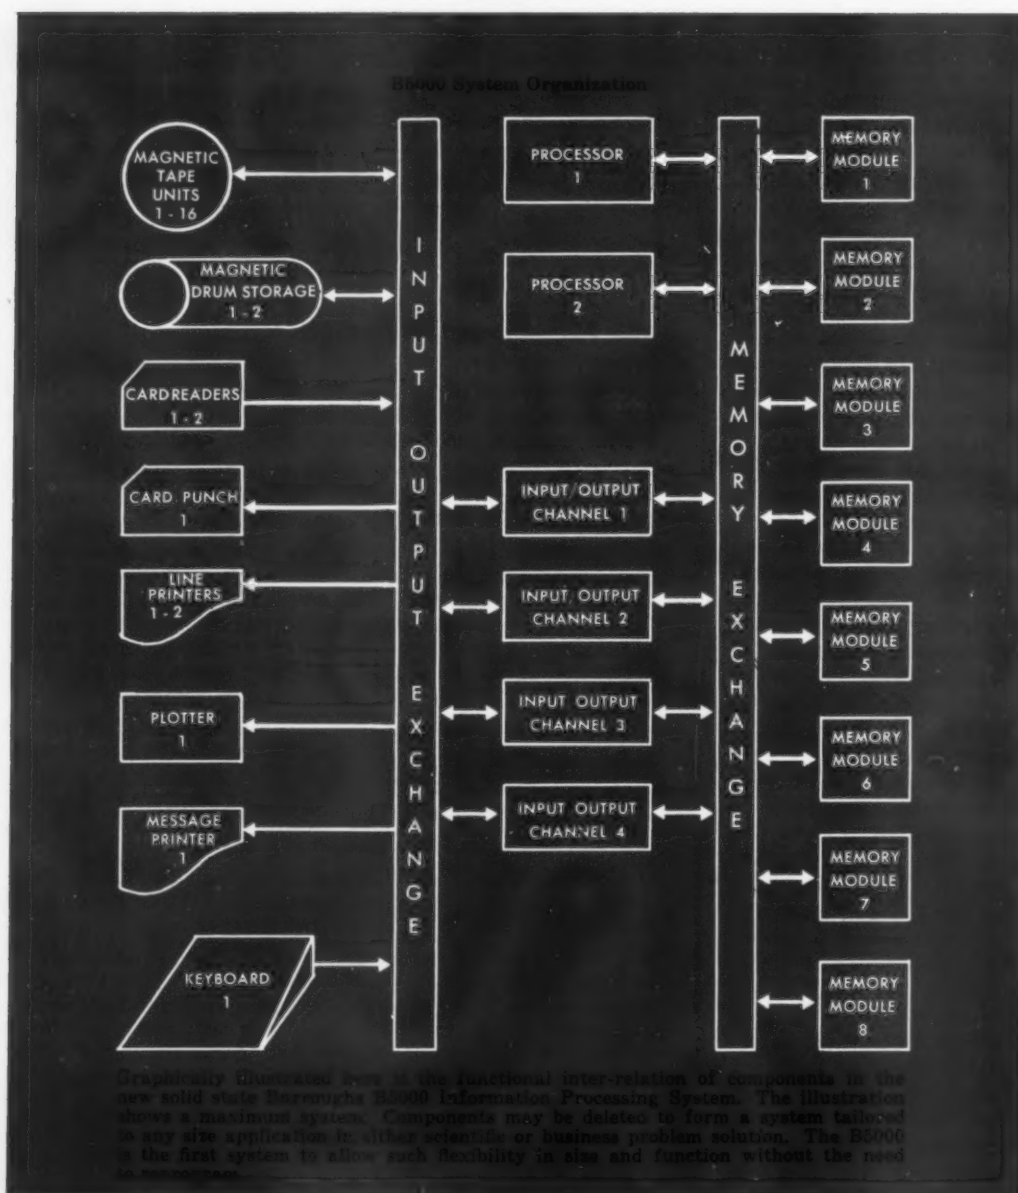 B5000 System Organization
MAGNETIC
TAPE
UNITS
1 - 16
MAGNETIC
DRUM STORAGE
1 - 2
CARD READERS
1 - 2
CARD PUNCH
1
LINE
PRINTERS
1 - 2
PLOTTER
1
MESSAGE
PRINTER
1
KEYBOARD
1
INPUT OUTPUT EXCHANGE
PROCESSOR
1
PROCESSOR
2
INPUT/OUTPUT
CHANNEL 1
INPUT/OUTPUT
CHANNEL 2
INPUT OUTPUT
CHANNEL 3
INPUT OUTPUT
CHANNEL 4
MEMORY EXCHANGE
MEMORY
MODULE
1
MEMORY
MODULE
2
MEMORY
MODULE
3
MEMORY
MODULE
4
MEMORY
MODULE
5
MEMORY
MODULE
6
MEMORY
MODULE
7
MEMORY
MODULE
8
Graphically illustrated here is the functional inter-relation of components in the
new solid state Burroughs B5000 Information Processing System. The illustration
shows a maximum system. Components may be deleted to form a system tailored
to any size application in either scientific or business problem solution. The B5000
is the first system to allow such flexibility in size and function without the need
to reprogram.